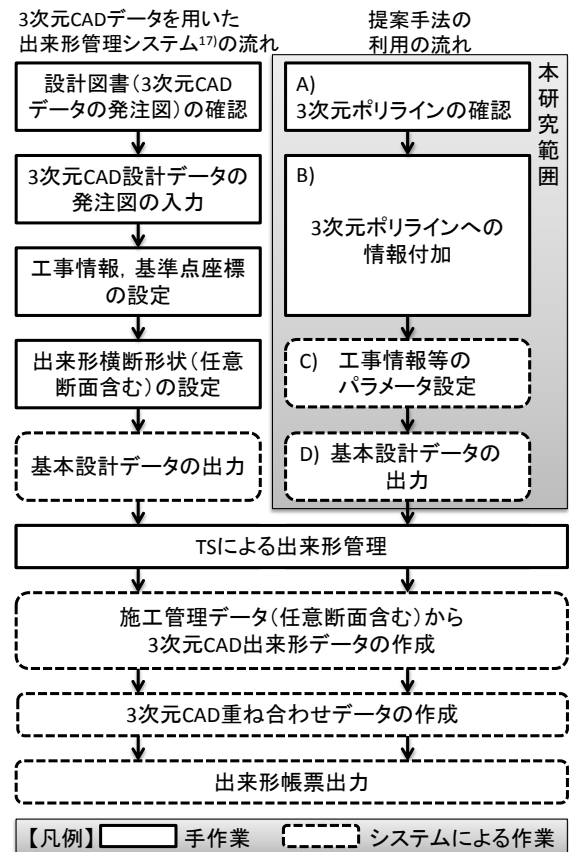 3次元CADデータを用いた
出来形管理システム17)の流れ
設計図書(3次元CAD
データの発注図)の確認
3次元CAD設計データの
発注図の入力
工事情報，基準点座標
の設定
出来形横断形状(任意
断面含む)の設定
基本設計データの出力
提案手法の
利用の流れ
本研究範囲
A)
3次元ポリラインの確認
B)
3次元ポリラインへの
情報付加
C) 工事情報等の
パラメータ設定
D) 基本設計データの
出力
TSによる出来形管理
施工管理データ(任意断面含む)から
3次元CAD出来形データの作成
3次元CAD重ね合わせデータの作成
出来形帳票出力
【凡例】 手作業 システムによる作業